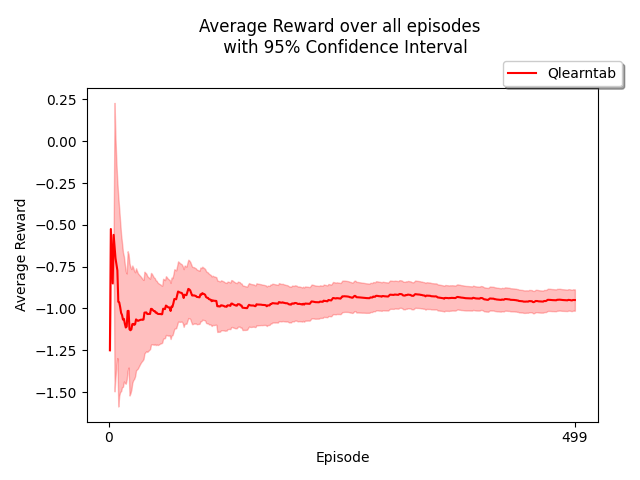 Average Reward over all episodes
with 95% Confidence Interval
Qlearntab
0.25
0.00
−0.25
−0.50
−0.75
−1.00
−1.25
−1.50
Average Reward
0
499
Episode